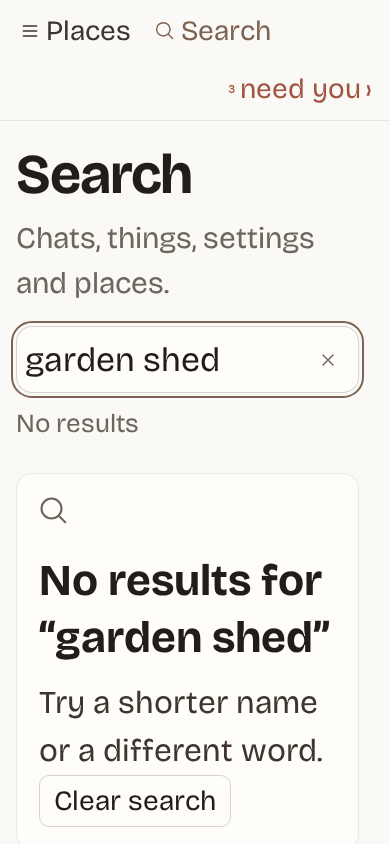 Places Search
3 need you ›
Search
Chats, things, settings
and places.
garden shed ×
No results
No results for
“garden shed”
Try a shorter name
or a different word.
Clear search